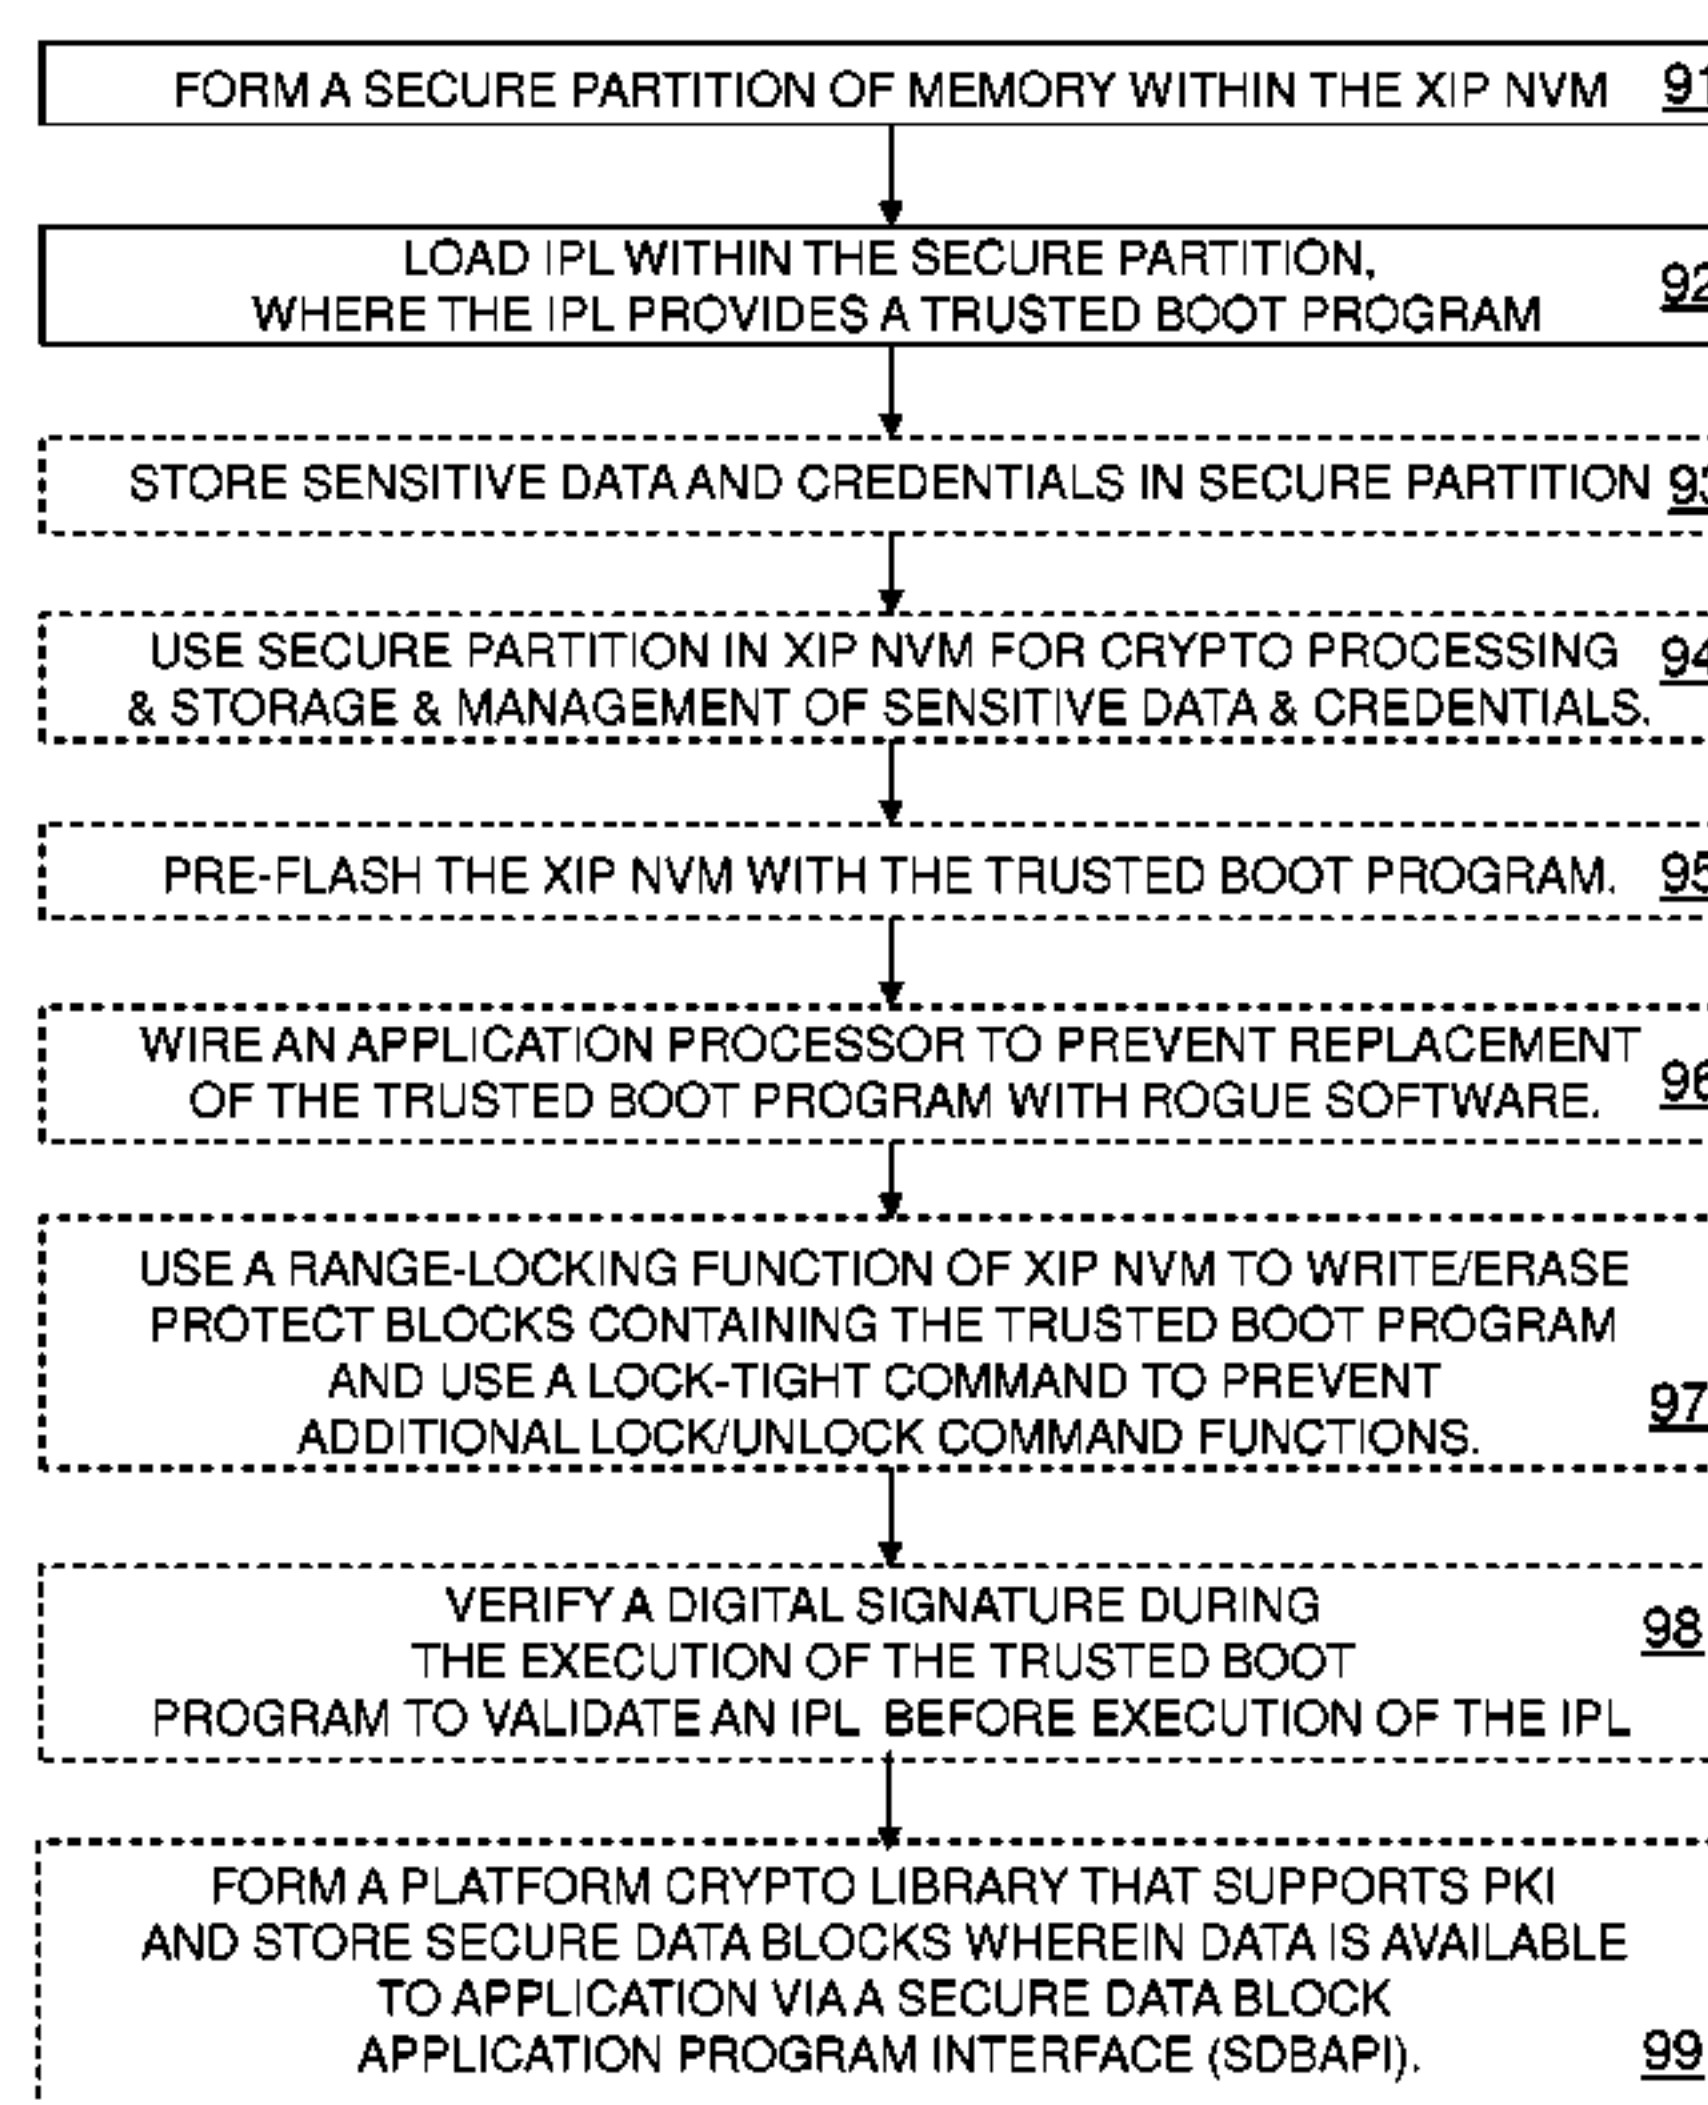 FORM A SECURE PARTITION OF MEMORY WITHIN THE XIP NVM 91
LOAD IPL WITHIN THE SECURE PARTITION,
WHERE THE IPL PROVIDES A TRUSTED BOOT PROGRAM 92
STORE SENSITIVE DATA AND CREDENTIALS IN SECURE PARTITION 93
USE SECURE PARTITION IN XIP NVM FOR CRYPTO PROCESSING 94
& STORAGE & MANAGEMENT OF SENSITIVE DATA & CREDENTIALS.
PRE-FLASH THE XIP NVM WITH THE TRUSTED BOOT PROGRAM. 95
WIRE AN APPLICATION PROCESSOR TO PREVENT REPLACEMENT
OF THE TRUSTED BOOT PROGRAM WITH ROGUE SOFTWARE. 96
USE A RANGE-LOCKING FUNCTION OF XIP NVM TO WRITE/ERASE
PROTECT BLOCKS CONTAINING THE TRUSTED BOOT PROGRAM
AND USE A LOCK-TIGHT COMMAND TO PREVENT
ADDITIONAL LOCK/UNLOCK COMMAND FUNCTIONS. 97
VERIFY A DIGITAL SIGNATURE DURING 98
THE EXECUTION OF THE TRUSTED BOOT
PROGRAM TO VALIDATE AN IPL BEFORE EXECUTION OF THE IPL
FORM A PLATFORM CRYPTO LIBRARY THAT SUPPORTS PKI
AND STORE SECURE DATA BLOCKS WHEREIN DATA IS AVAILABLE
TO APPLICATION VIA A SECURE DATA BLOCK
APPLICATION PROGRAM INTERFACE (SDBAPI). 99